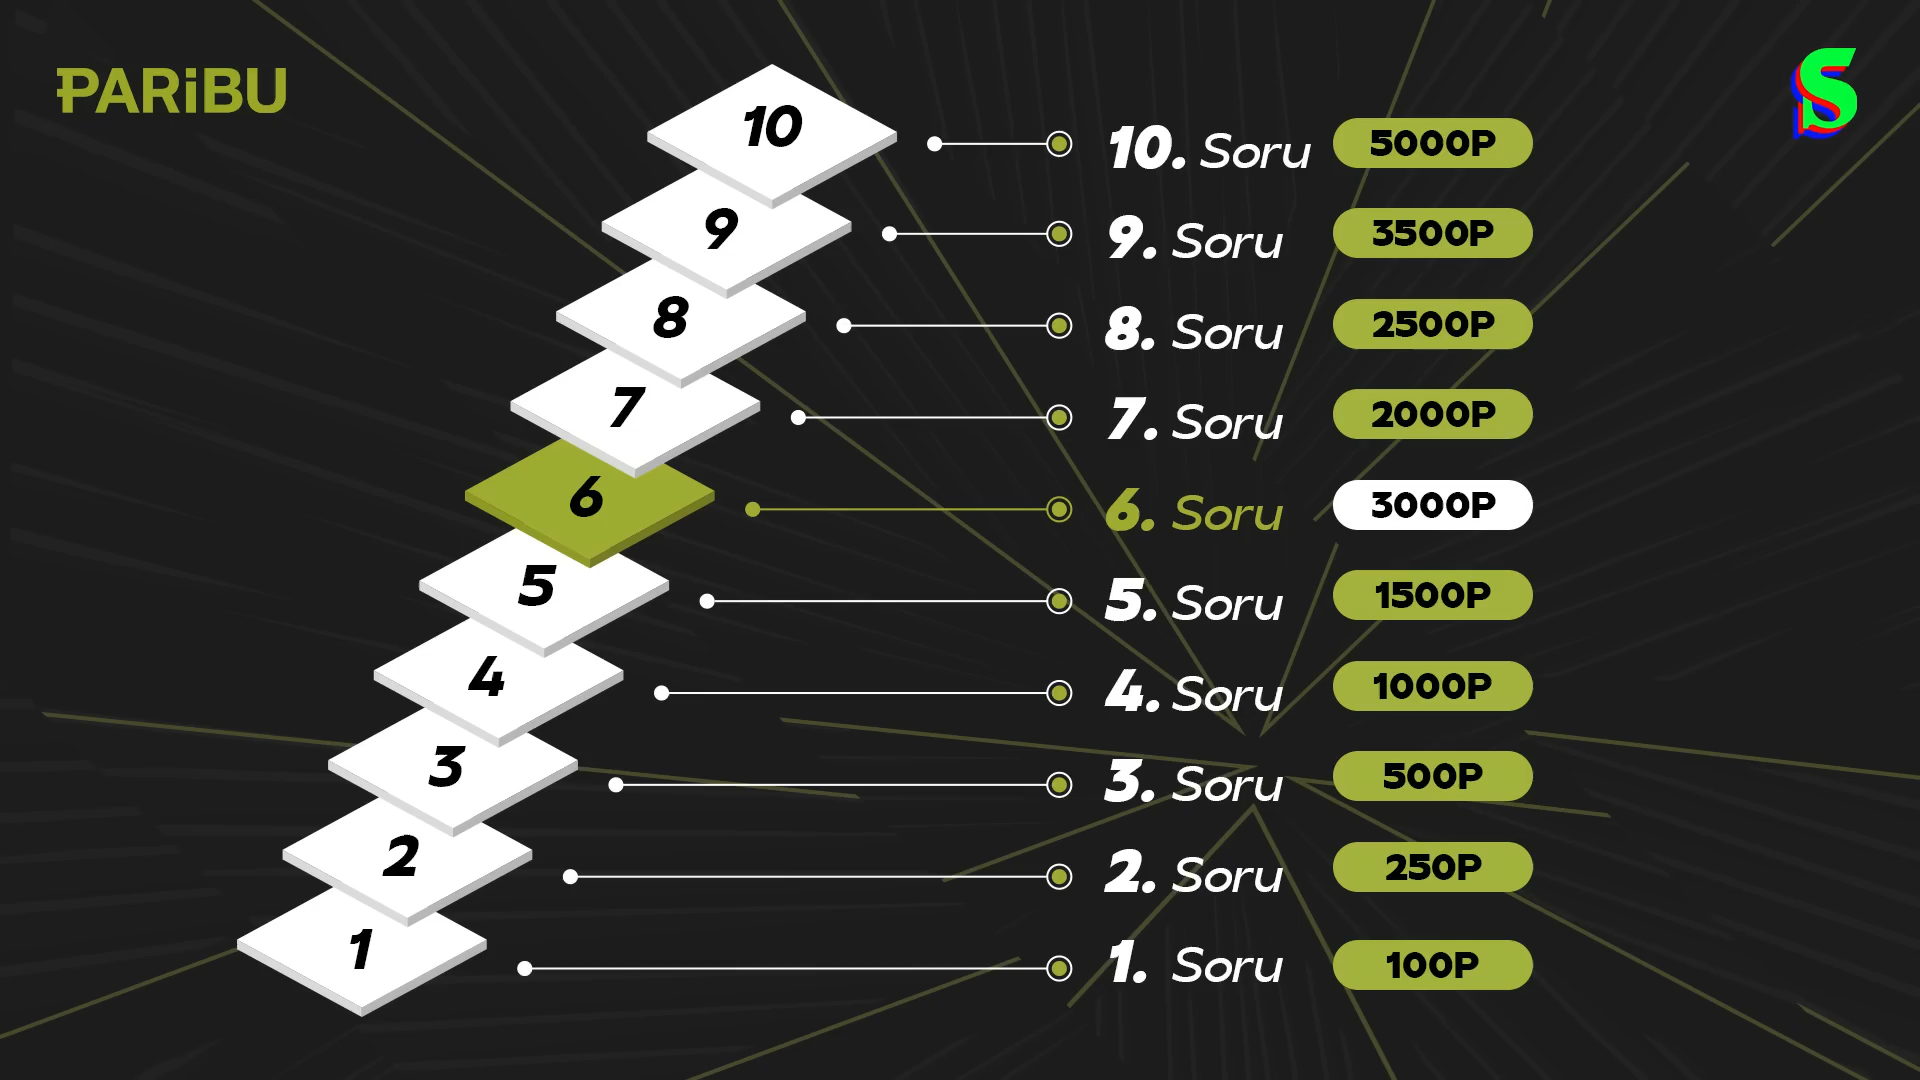 PARiBU
S
10
10. Soru 5000P
9
9. Soru 3500P
8
8. Soru 2500P
7
7. Soru 2000P
6
6. Soru 3000P
5
5. Soru 1500P
4
4. Soru 1000P
3
3. Soru 500P
2
2. Soru 250P
1
1. Soru 100P